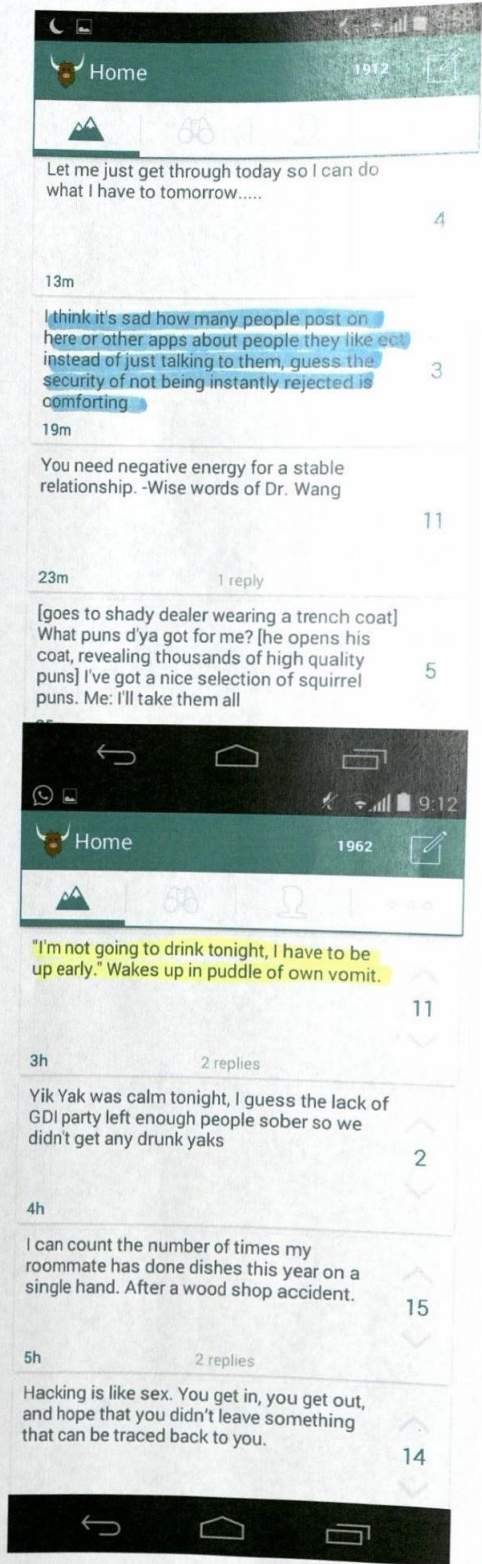 Home
1912
Let me just get through today so I can do
what I have to tomorrow.....
4
13m
I think it's sad how many people post on
here or other apps about people they like ect
instead of just talking to them, guess the
security of not being instantly rejected is
comforting
3
19m
You need negative energy for a stable
relationship. -Wise words of Dr. Wang
11
23m
1 reply
[goes to shady dealer wearing a trench coat]
What puns d'ya got for me? [he opens his
coat, revealing thousands of high quality
puns] I've got a nice selection of squirrel
puns. Me: I'll take them all
5
9:12
Home
1962
"I'm not going to drink tonight, I have to be
up early." Wakes up in puddle of own vomit.
11
3h
2 replies
Yik Yak was calm tonight, I guess the lack of
GDI party left enough people sober so we
didn't get any drunk yaks
2
4h
I can count the number of times my
roommate has done dishes this year on a
single hand. After a wood shop accident.
15
5h
2 replies
Hacking is like sex. You get in, you get out,
and hope that you didn't leave something
that can be traced back to you.
14